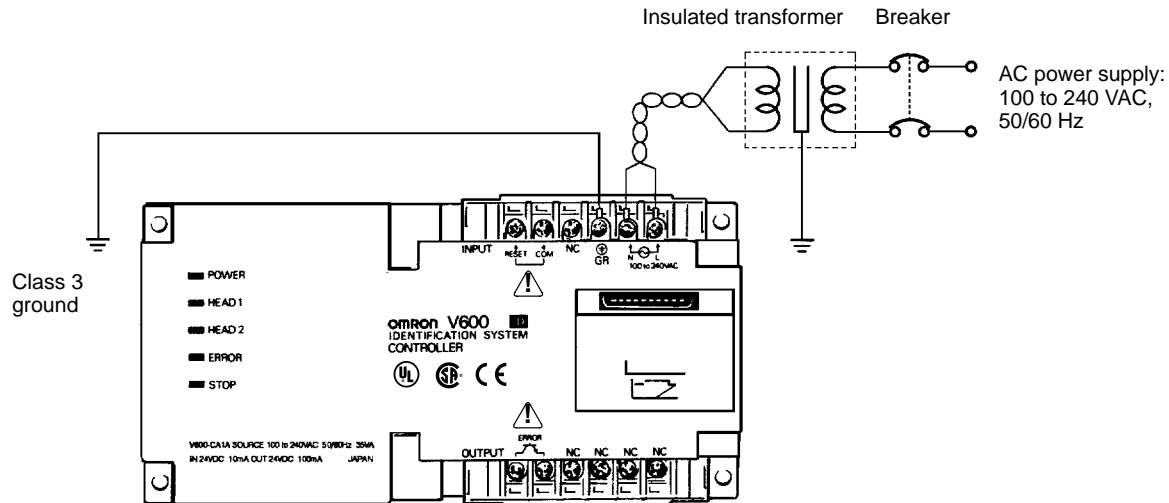 Insulated transformer
Breaker
AC power supply:
100 to 240 VAC,
50/60 Hz
Class 3
ground
INPUT
RESET
COM
NC
GR
N
L
100 to 240VAC
POWER
HEAD 1
HEAD 2
ERROR
STOP
OMRON V600
IDENTIFICATION SYSTEM
CONTROLLER
UL
SA
CE
V600-CA1A SOURCE 100 to 240VAC 50/60Hz 35VA
IN 24VDC 10mA OUT 24VDC 100mA JAPAN
ERROR
OUTPUT
NC
NC
NC
NC